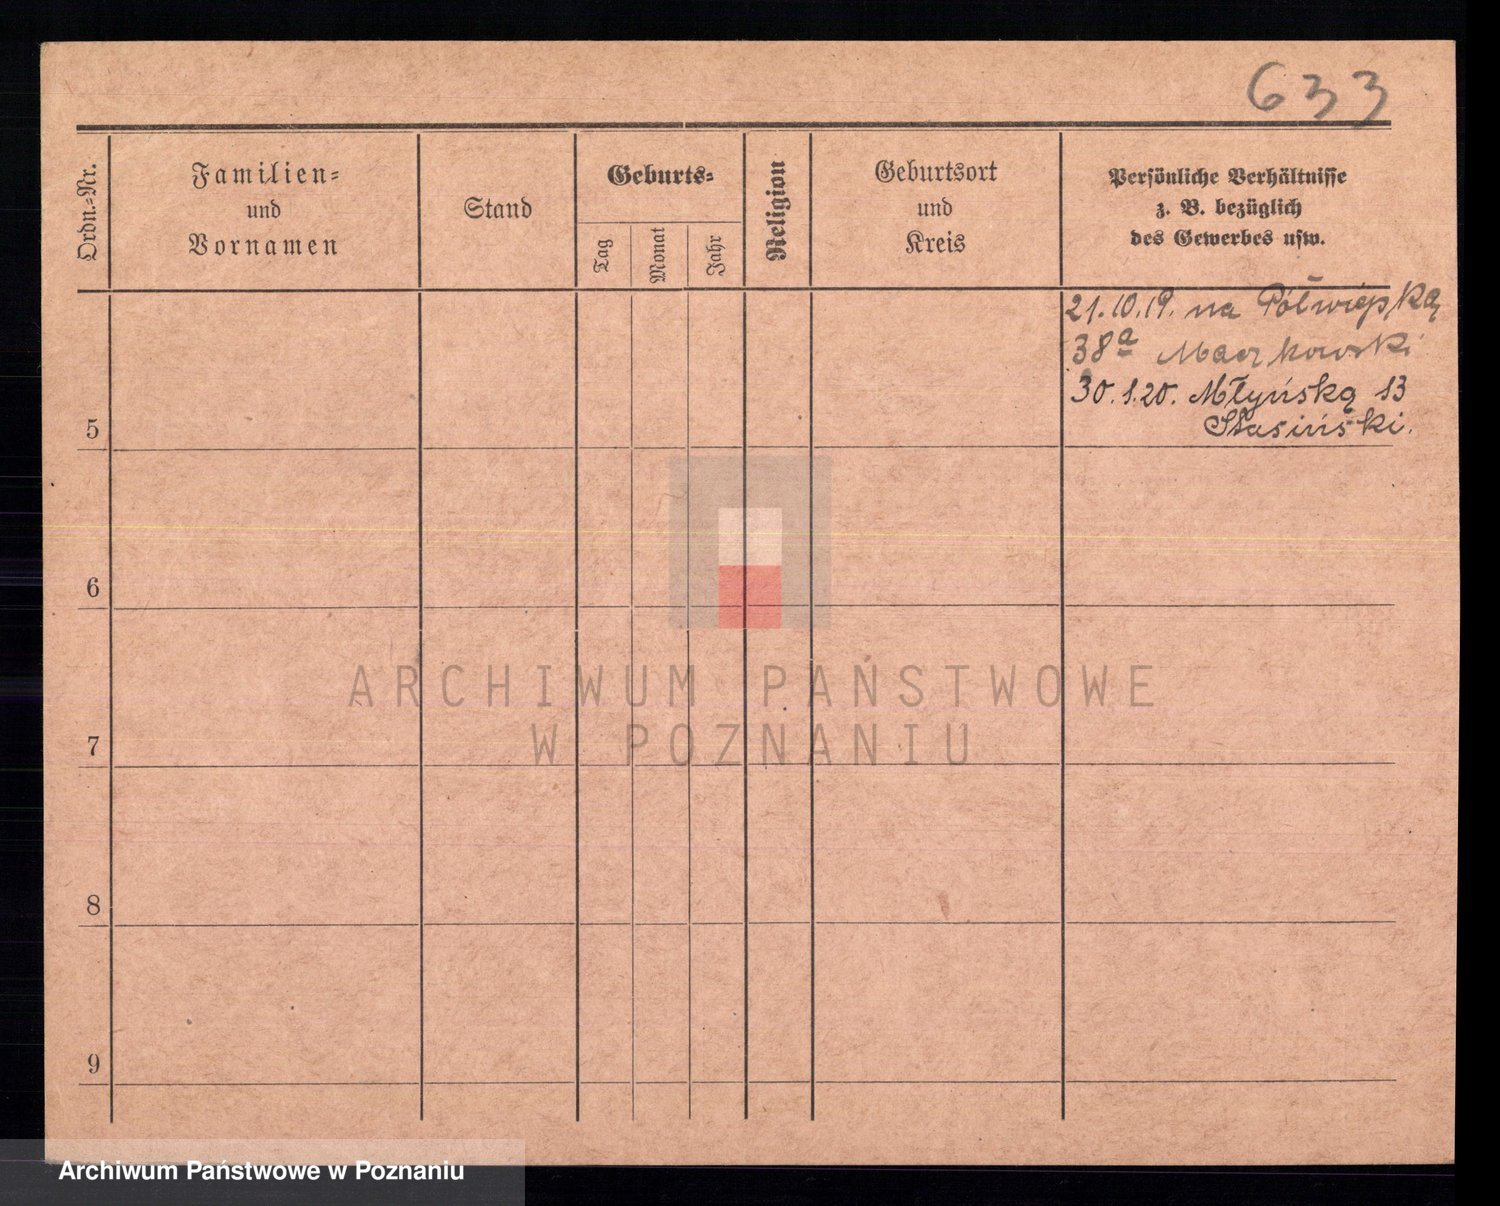 633
Ordn.-Nr.
Familien-
und
Vornamen
Stand
Geburts-
Tag
Monat
Jahr
Religion
Geburtsort
und
Kreis
Persönliche Verhältnisse
z. B. bezüglich
des Gewerbes usw.
21.10.19. na Półwiejską
38a Maczkowski
30.1.20. Młyńską 13
Stasiński.
5
6
ARCHIWUM PAŃSTWOWE
W POZNANIU
7
8
9
Archiwum Państwowe w Poznaniu